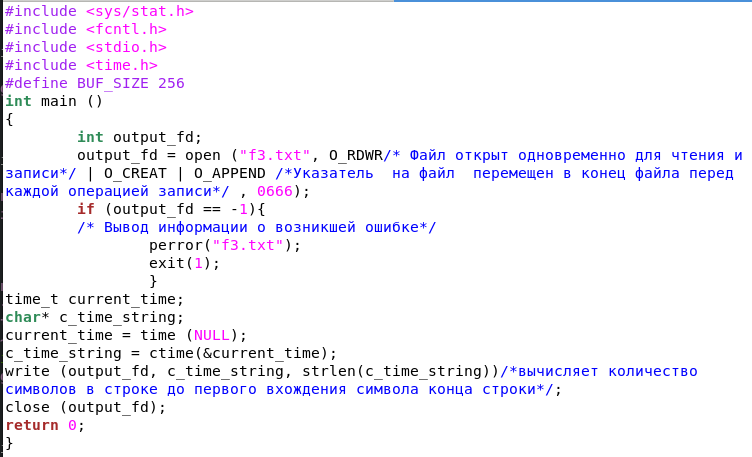 #include <sys/stat.h>
#include <fcntl.h>
#include <stdio.h>
#include <time.h>
#define BUF_SIZE 256
int main ()
{
        int output_fd;
        output_fd = open ("f3.txt", O_RDWR/* Файл открыт одновременно для чтения и
записи*/ | O_CREAT | O_APPEND /*Указатель  на файл  перемещен в конец файла перед
каждой операцией записи*/ , 0666);
        if (output_fd == -1){
        /* Вывод информации о возникшей ошибке*/
                perror("f3.txt");
                exit(1);
                }
time_t current_time;
char* c_time_string;
current_time = time (NULL);
c_time_string = ctime(&current_time);
write (output_fd, c_time_string, strlen(c_time_string))/*вычисляет количество
символов в строке до первого вхождения символа конца строки*/;
close (output_fd);
return 0;
}